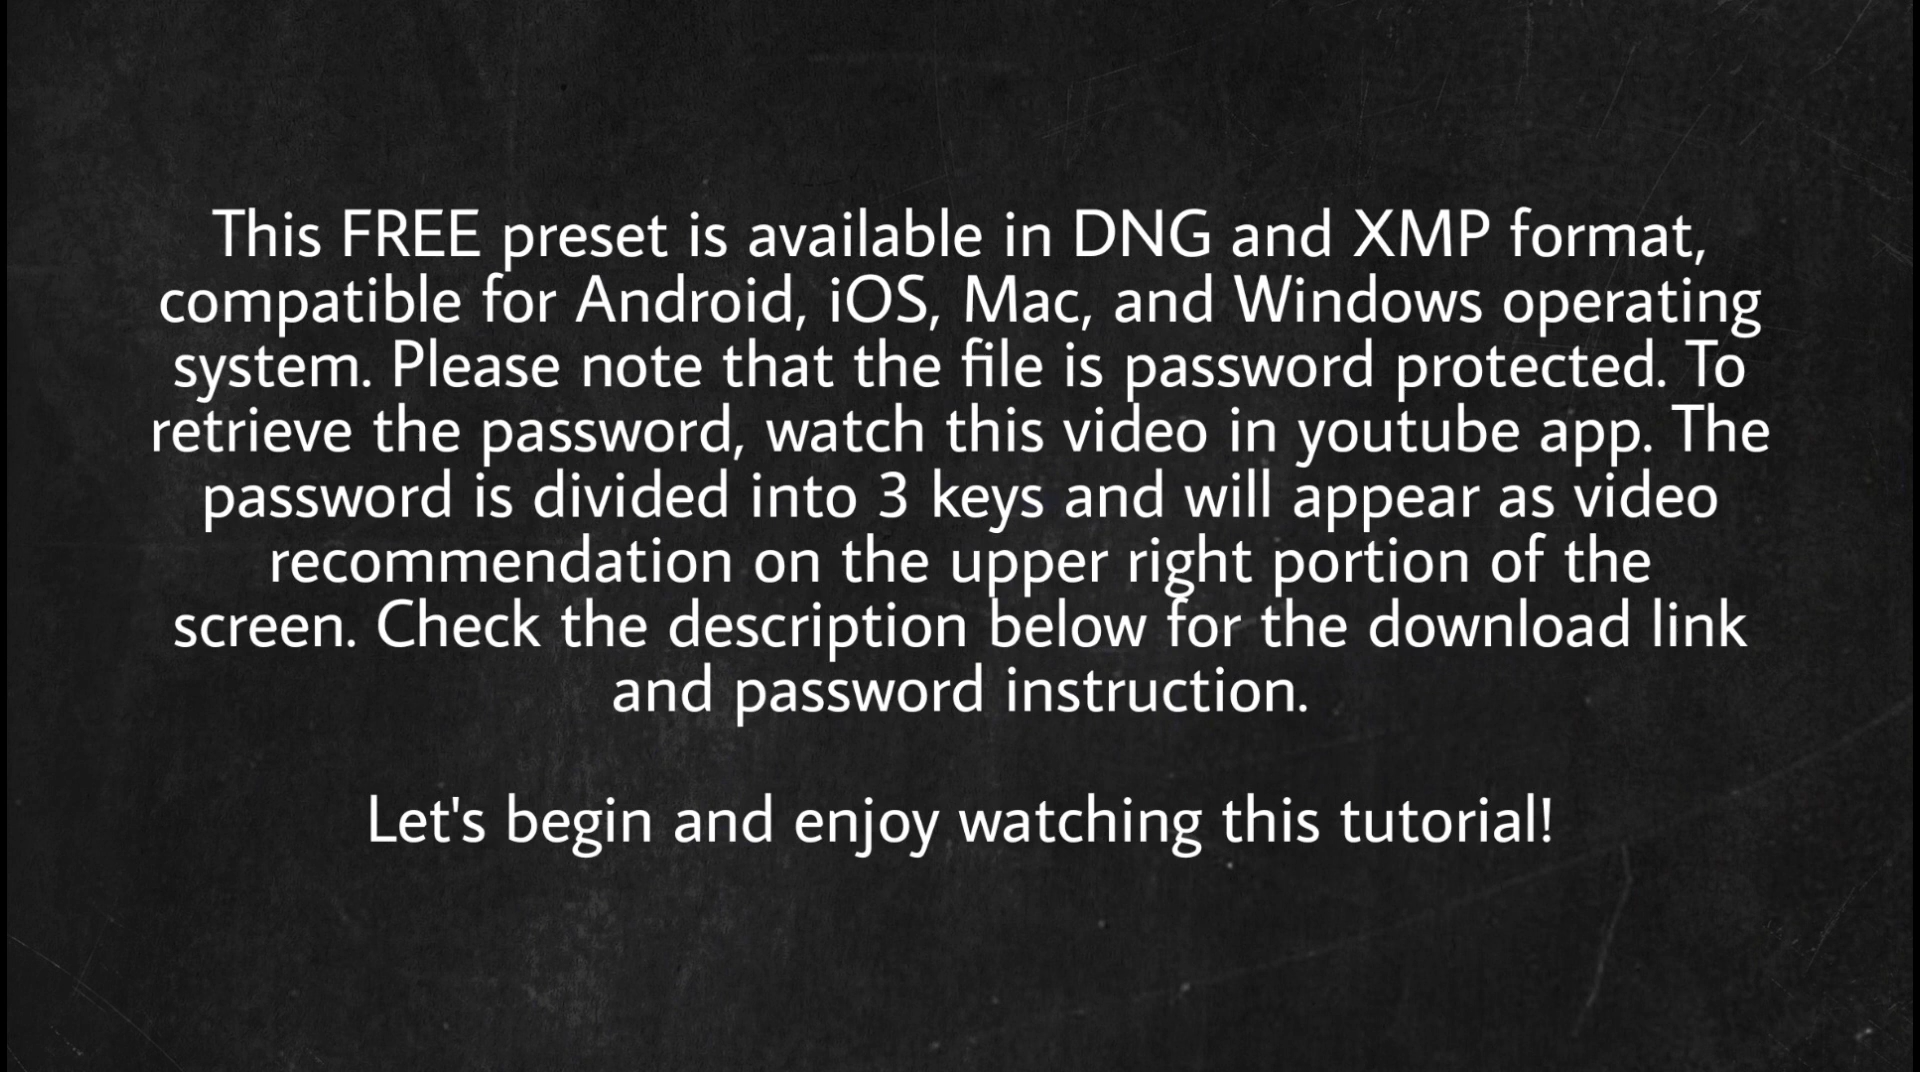 This FREE preset is available in DNG and XMP format,
compatible for Android, iOS, Mac, and Windows operating
system. Please note that the file is password protected. To
retrieve the password, watch this video in youtube app. The
password is divided into 3 keys and will appear as video
recommendation on the upper right portion of the
screen. Check the description below for the download link
and password instruction.
Let's begin and enjoy watching this tutorial!